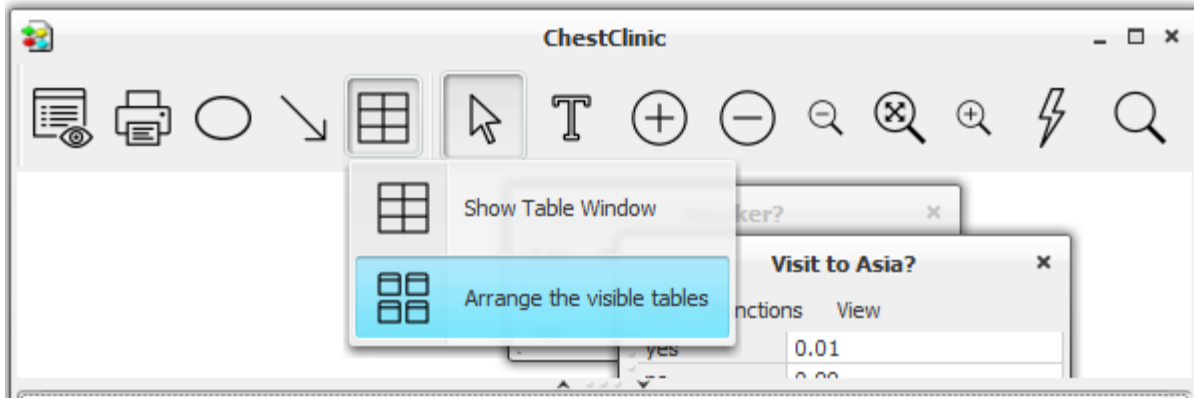 ChestClinic
Show Table Window
ker?
Visit to Asia?
Arrange the visible tables
nctions View
yes 0.01